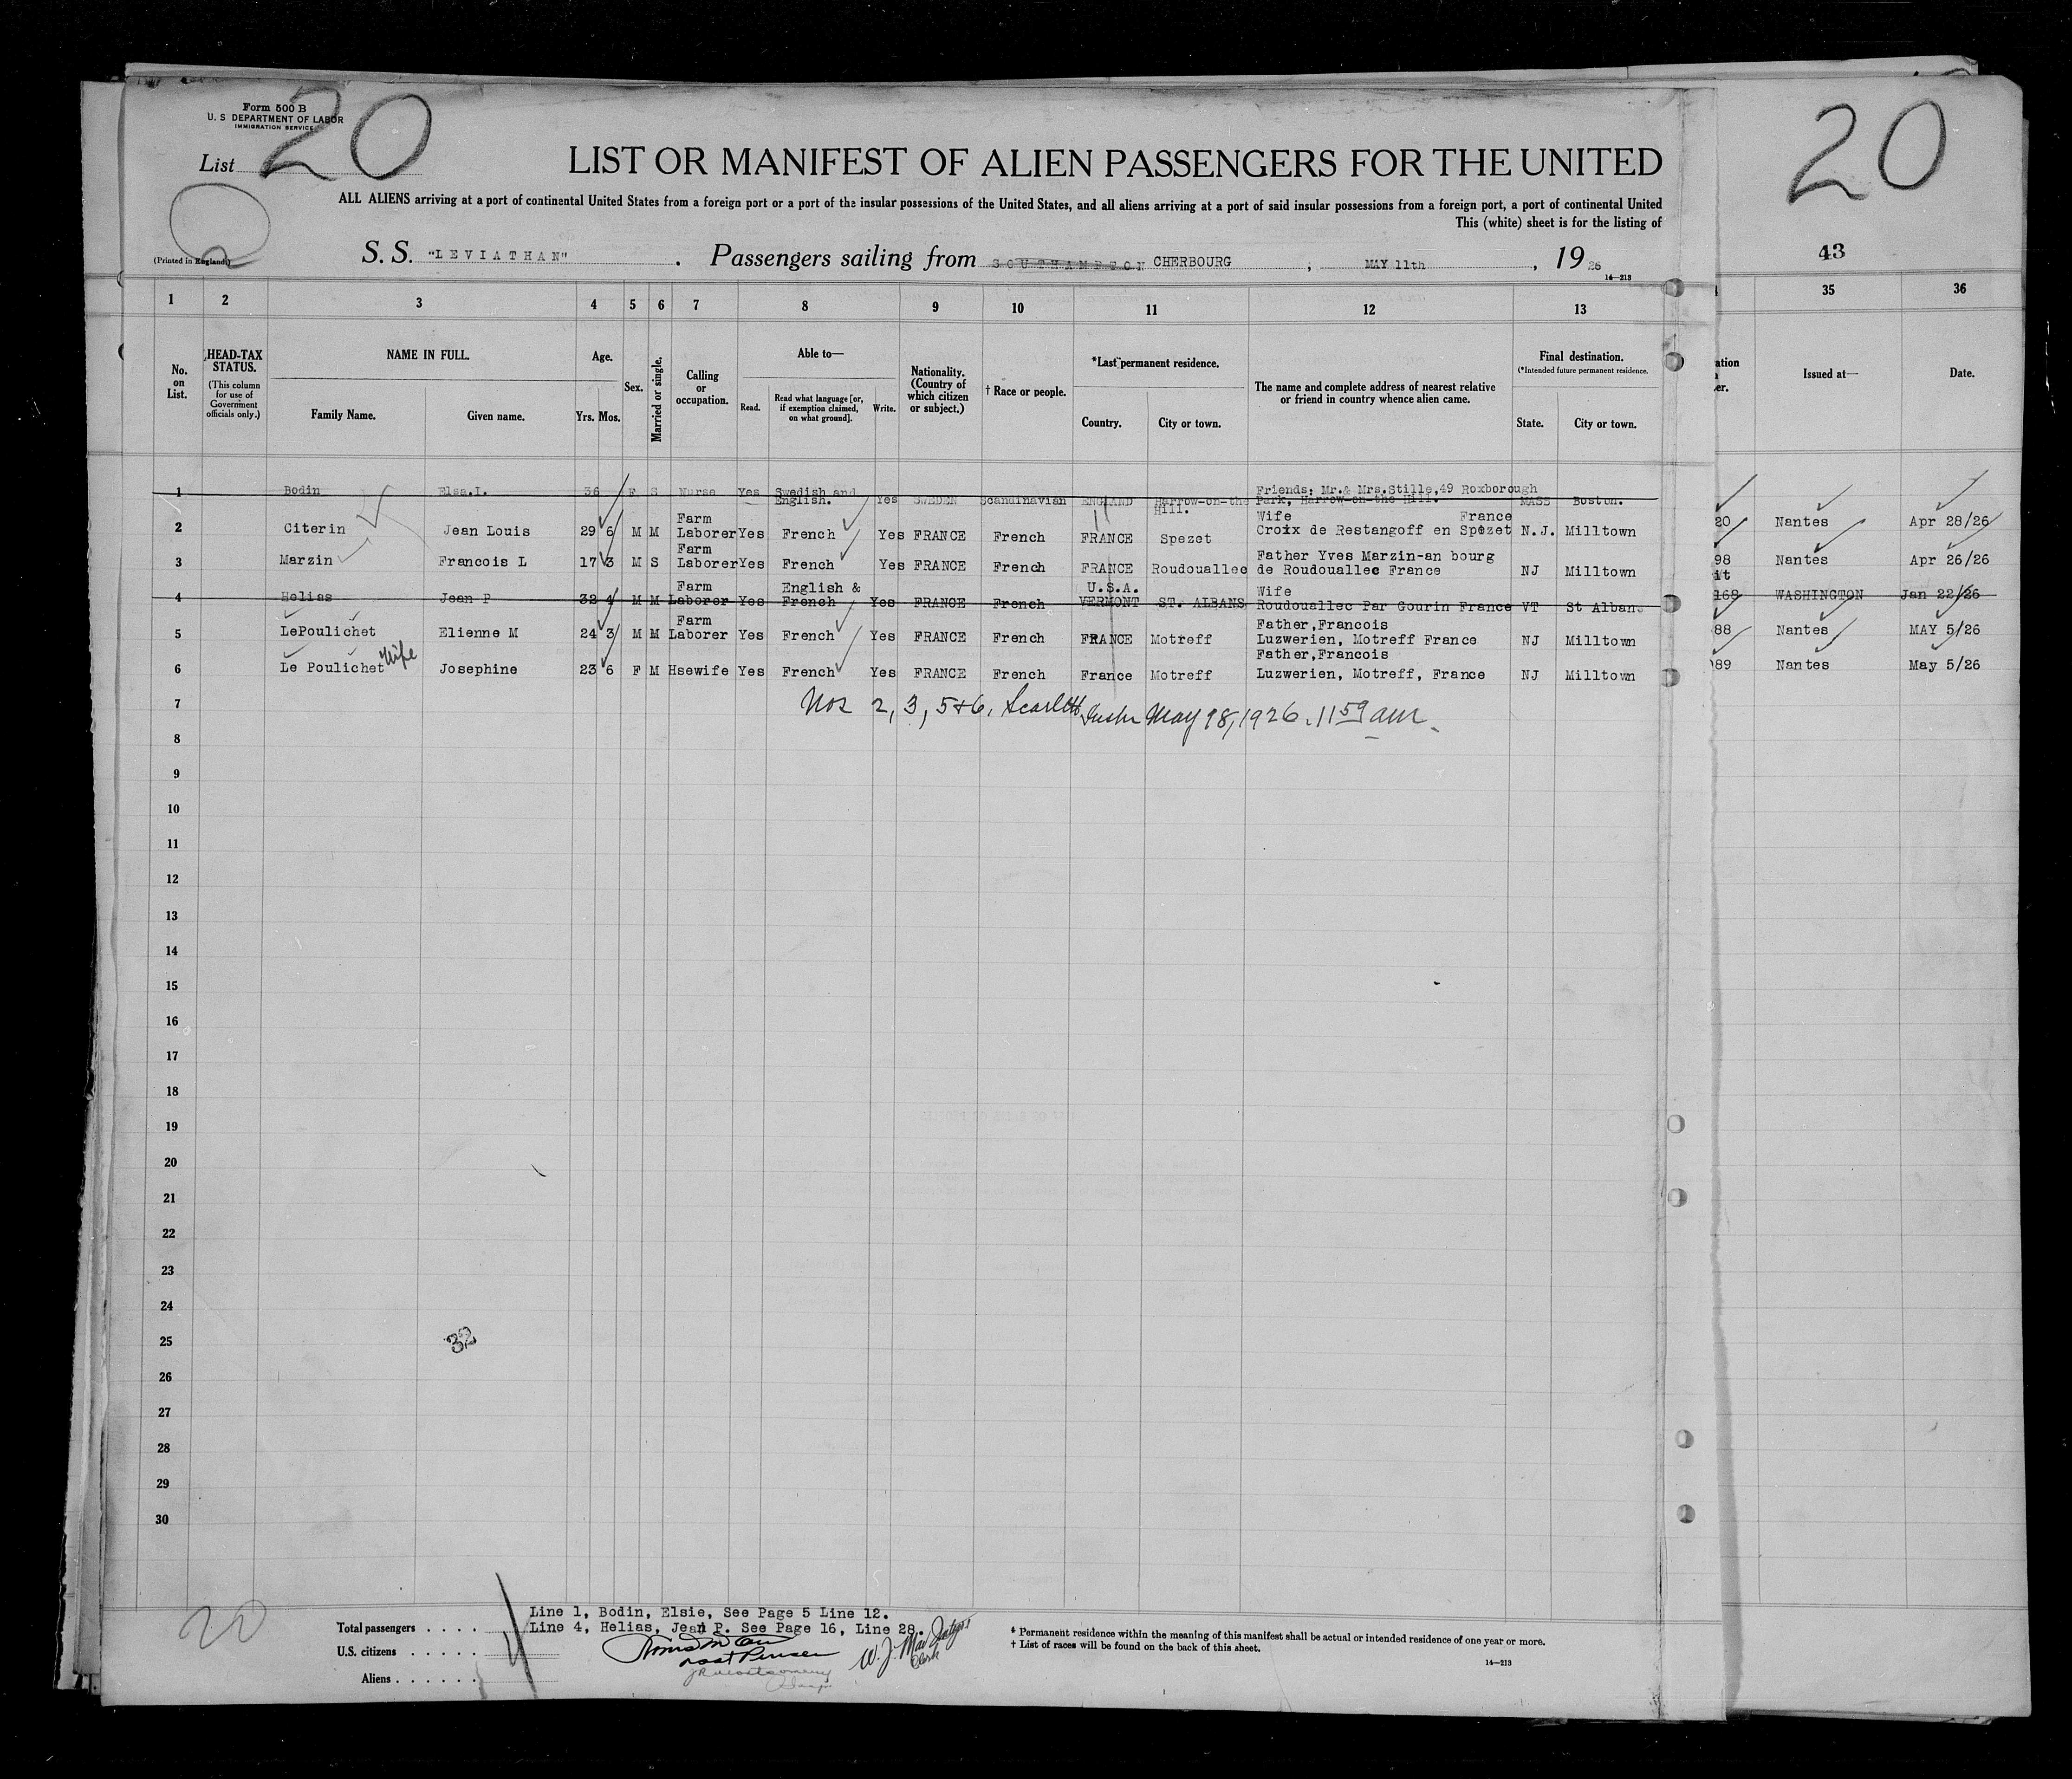 Form 500 B
U. S DEPARTMENT OF LABOR
IMMIGRATION SERVICE
List 20
LIST OR MANIFEST OF ALIEN PASSENGERS FOR THE UNITED
ALL ALIENS arriving at a port of continental United States from a foreign port or a port of the insular possessions of the United States, and all aliens arriving at a port of said insular possessions from a foreign port, a port of continental United
This (white) sheet is for the listing of
(Printed in England.)
S. S. "LEVIATHAN" . Passengers sailing from SOUTHAMPTON CHERBOURG , MAY 11th , 19 26
14—213
20
43
1 2 3 4 5 6 7 8 9 10 11 12 13 35 36
No. on List.
HEAD-TAX STATUS.
(This column for use of Government officials only.)
NAME IN FULL.
Family Name. Given name.
Age.
Yrs. Mos.
Sex.
Married or single.
Calling or occupation.
Able to—
Read. Read what language [or, if exemption claimed, on what ground]. Write.
Nationality. (Country of which citizen or subject.)
† Race or people.
*Last permanent residence.
Country. City or town.
The name and complete address of nearest relative or friend in country whence alien came.
Final destination.
(*Intended future permanent residence.
State. City or town.
Issued at—
Date.
1 Bodin Elsa.I. 36 F S Nurse Yes Swedish and English. Yes SWEDEN Scandinavian ENGLAND Harrow-on-the Hill. Friends; Mr.& Mrs.Stille,49 Roxborough Park, Harrow-on-the Hill. MASS Boston.
2 Citerin Jean Louis 29 6 M M Farm Laborer Yes French Yes FRANCE French FRANCE Spezet Wife France Croix de Restangoff en Spezet N.J. Milltown 20 Nantes Apr 28/26
3 Marzin Francois L 17 3 M S Farm Laborer Yes French Yes FRANCE French FRANCE Roudouallec Father Yves Marzin-an bourg de Roudouallec France NJ Milltown 98 Nantes Apr 26/26
4 Helias Jean P 32 4 M M Farm Laborer Yes English & French Yes FRANCE French U.S.A. VERMONT ST. ALBANS Wife Roudouallec Par Gourin France VT St Albans 168 WASHINGTON Jan 22/26
5 LePoulichet Elienne M 24 3 M M Farm Laborer Yes French Yes FRANCE French FRANCE Motreff Father,Francois Luzwerien, Motreff France NJ Milltown 88 Nantes MAY 5/26
6 Le Poulichet wife Josephine 23 6 F M Hsewife Yes French Yes FRANCE French France Motreff Father,Francois Luzwerien, Motreff, France NJ Milltown 89 Nantes May 5/26
7
Nos 2, 3, 5+6, May 18, 1926. 11 59 am.
8
9
10
11
12
13
14
15
16
17
18
19
20
21
22
23
24
25
32
26
27
28
29
30
20
Line 1, Bodin, Elsie, See Page 5 Line 12.
Line 4, Helias, Jean P. See Page 16, Line 28.
Total passengers . . . .
U.S. citizens . . . . .
Aliens . . . . . .
* Permanent residence within the meaning of this manifest shall be actual or intended residence of one year or more.
† List of races will be found on the back of this sheet.
14—213